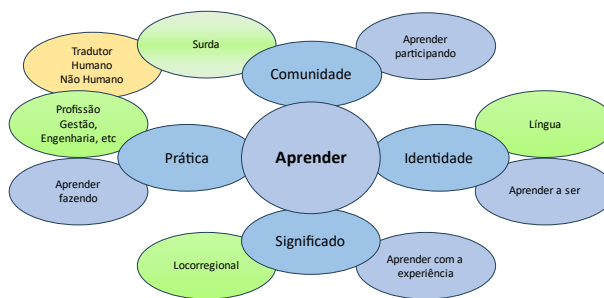 Surda
Aprender
participando
Tradutor
Humano
Não Humano
Comunidade
Profissão
Gestão,
Engenharia, etc
Língua
Prática
Aprender
Identidade
Aprender
fazendo
Aprender a ser
Significado
Locorregional
Aprender com a
experiência